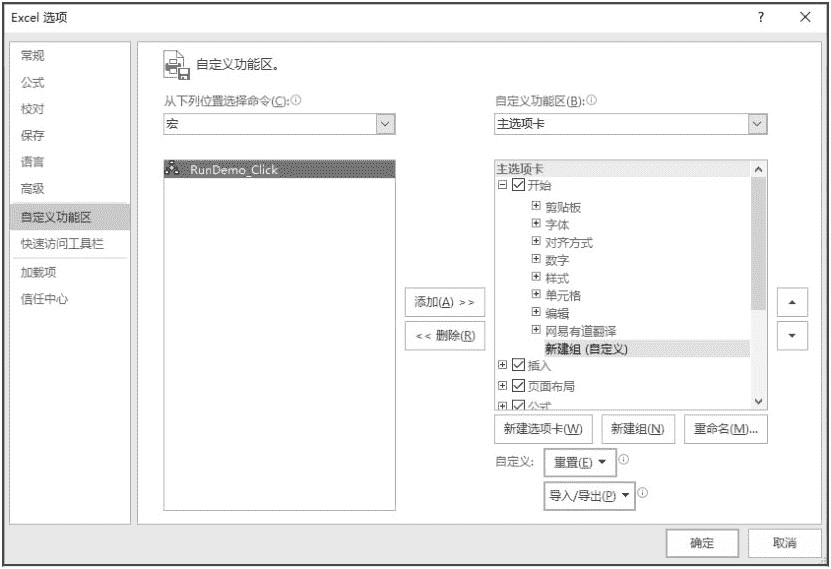 Excel 选项
?
常规
公式
校对
保存
语言
高级
自定义功能区
快速访问工具栏
加载项
信任中心
自定义功能区。
从下列位置选择命令(C):
宏
RunDemo_Click
添加(A) >>
<< 删除(R)
自定义功能区(B):
主选项卡
主选项卡
开始
剪贴板
字体
对齐方式
数字
样式
单元格
编辑
网易有道翻译
新建组 (自定义)
插入
页面布局
公式
新建选项卡(W)
新建组(N)
重命名(M)...
自定义:
重置(E)
导入/导出(P)
确定
取消